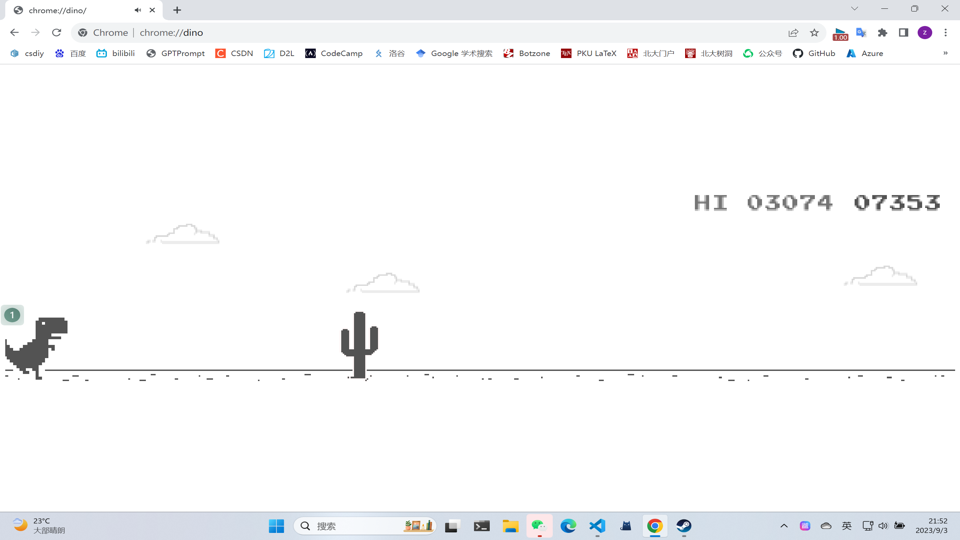 chrome://dino/
Chrome | chrome://dino
1.00
z
csdiy 百度 bilibili GPTPrompt CSDN D2L CodeCamp 洛谷 Google 学术搜索 Botzone PKU LaTeX 北大门户 北大树洞 公众号 GitHub Azure »
HI 03074 07353
1
23°C
大部晴朗
搜索
英
21:52
2023/9/3